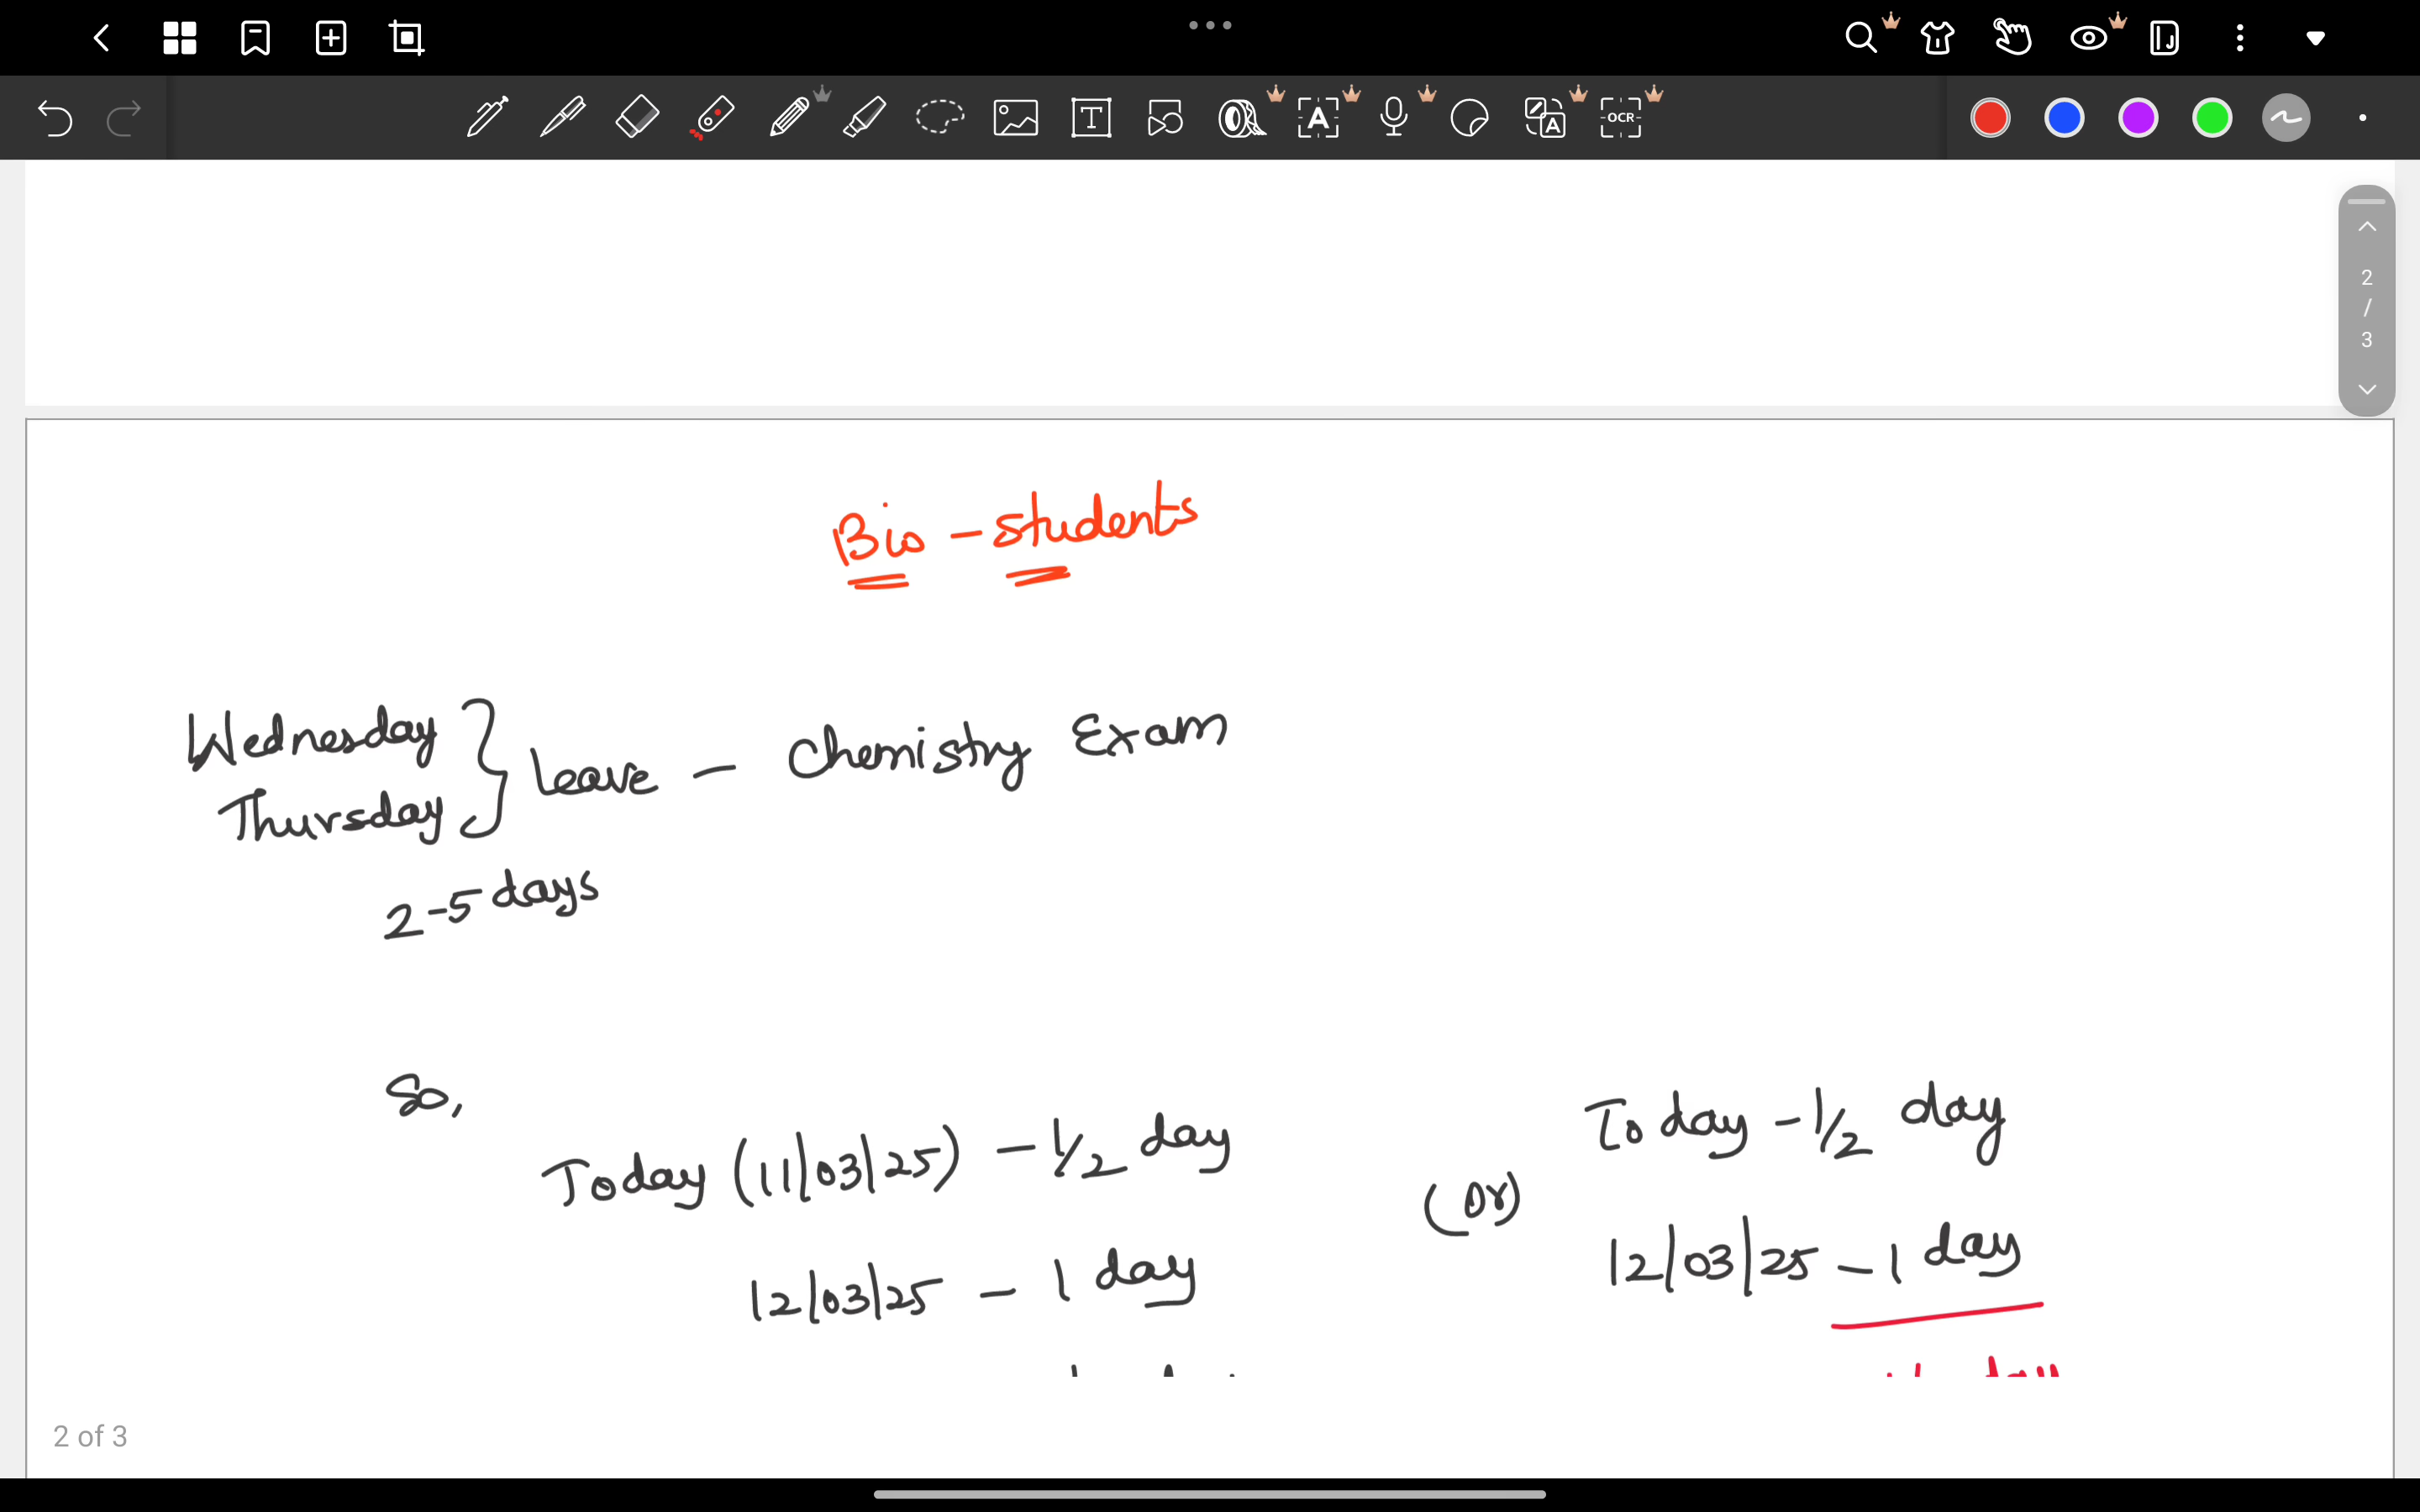 A
T
A
OCR
2
/
3
Bio - students
Wednesday
Thursday
leave - Chemistry Exam
2-5 days
So,
Today (11|03|25) - 1/2 day
12|03|25 - 1 day
(Or)
Today - 1/2 day
12|03|25 - 1 day
2 of 3